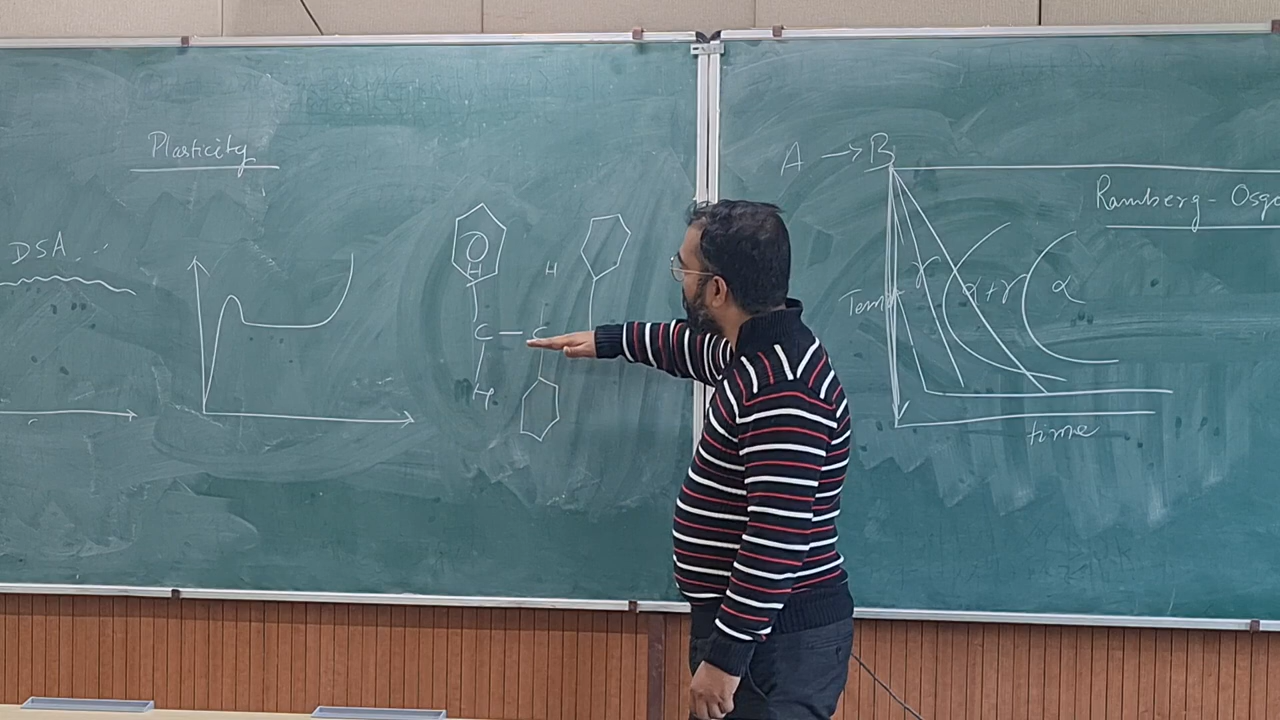 Plasticity
DSA
H
H
C — C
H
A → B
Ramberg - Osgo
Temp
γ
α + γ
α
time